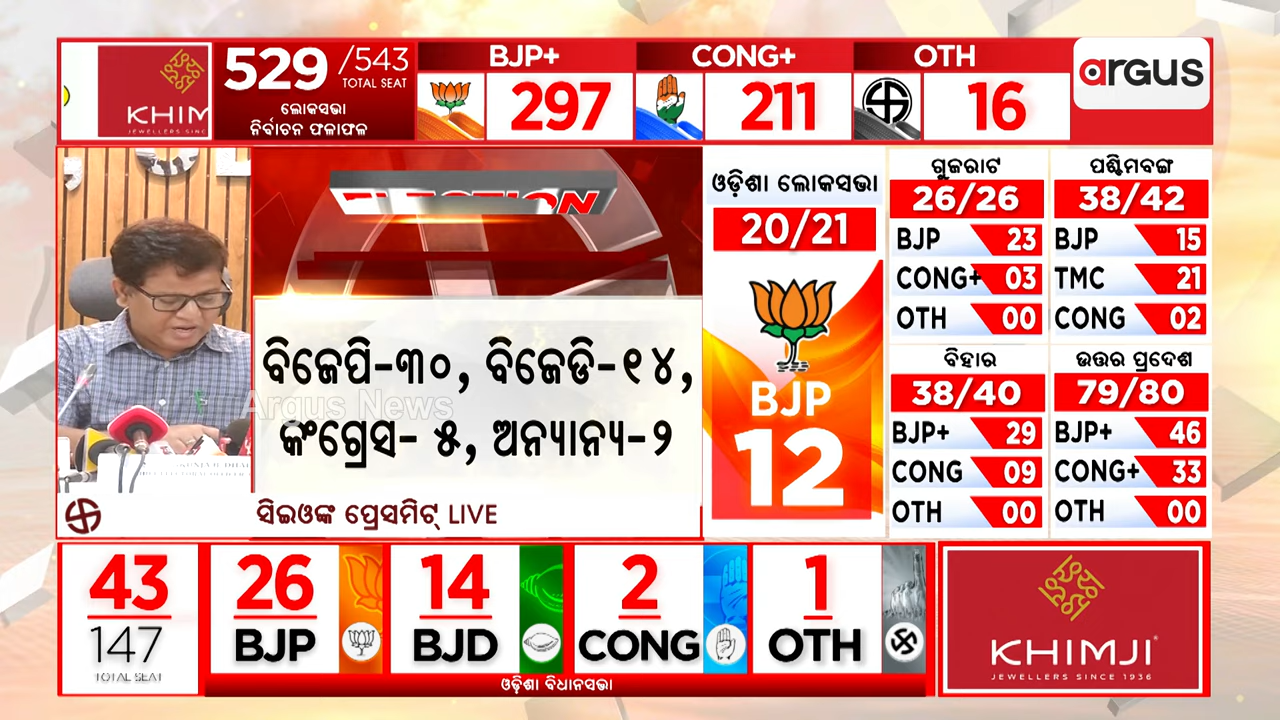 KHIMJ
JEWELLERS SINC
529 /543
TOTAL SEAT
ଲୋକସଭା
ନିର୍ବାଚନ ଫଳାଫଳ
BJP+
297
CONG+
211
OTH
16
argus
ବିଜେପି-୩୦, ବିଜେଡି-୧୪,
କଂଗ୍ରେସ- ୫, ଅନ୍ୟାନ୍ୟ-୨
Argus News
ସିଇଓଙ୍କ ପ୍ରେସମିଟ୍ LIVE
ଓଡ଼ିଶା ଲୋକସଭା
20/21
BJP
12
ଗୁଜରାଟ
26/26
BJP 23
CONG+ 03
OTH 00
ପଶ୍ଚିମବଙ୍ଗ
38/42
BJP 15
TMC 21
CONG 02
ବିହାର
38/40
BJP+ 29
CONG 09
OTH 00
ଉତ୍ତର ପ୍ରଦେଶ
79/80
BJP+ 46
CONG+ 33
OTH 00
43
147
TOTAL SEAT
26
BJP
14
BJD
2
CONG
1
OTH
ଓଡ଼ିଶା ବିଧାନସଭା
KHIMJI
JEWELLERS SINCE 1936